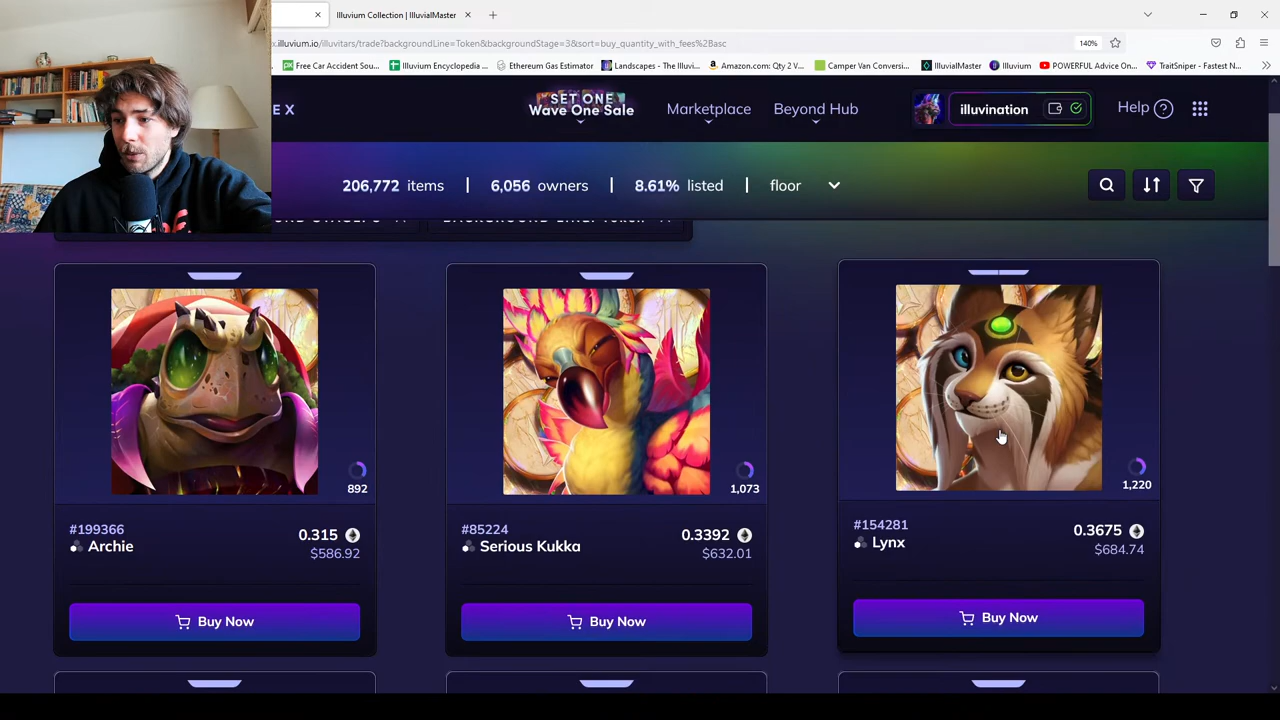 Illuvium Collection | IlluvialMaster
x.illuvium.io/illuvitars/trade?backgroundLine=Token&backgroundStage=3&sort=buy_quantity_with_fees%2Basc
140%
Free Car Accident Sou...
Illuvium Encyclopedia ...
Ethereum Gas Estimator
Landscapes - The Illuvi...
Amazon.com: Qty 2 V...
Camper Van Conversi...
IlluvialMaster
Illuvium
POWERFUL Advice On...
TraitSniper - Fastest N...
E X
SET ONE
Wave One Sale
Marketplace
Beyond Hub
illuvination
Help ?
206,772 items
6,056 owners
8.61% listed
floor
892
1,073
1,220
#199366
Archie
0.315
$586.92
Buy Now
#85224
Serious Kukka
0.3392
$632.01
Buy Now
#154281
Lynx
0.3675
$684.74
Buy Now